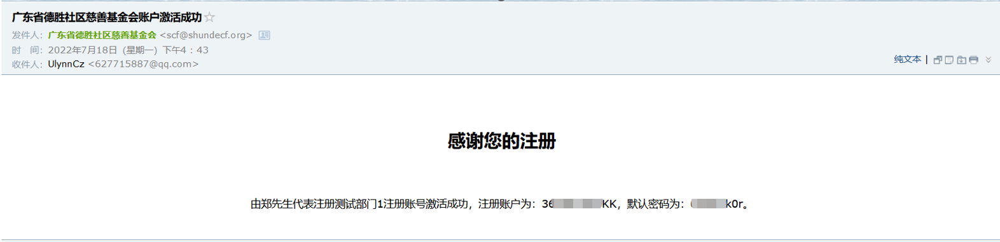 广东省德胜社区慈善基金会账户激活成功
发件人：广东省德胜社区慈善基金会 <scf@shundecf.org>
时　间：2022年7月18日（星期一）下午4：43
收件人：UlynnCz <627715887@qq.com>
纯文本 |
感谢您的注册
由郑先生代表注册测试部门1注册账号激活成功，注册账户为：36 KK，默认密码为： k0r。